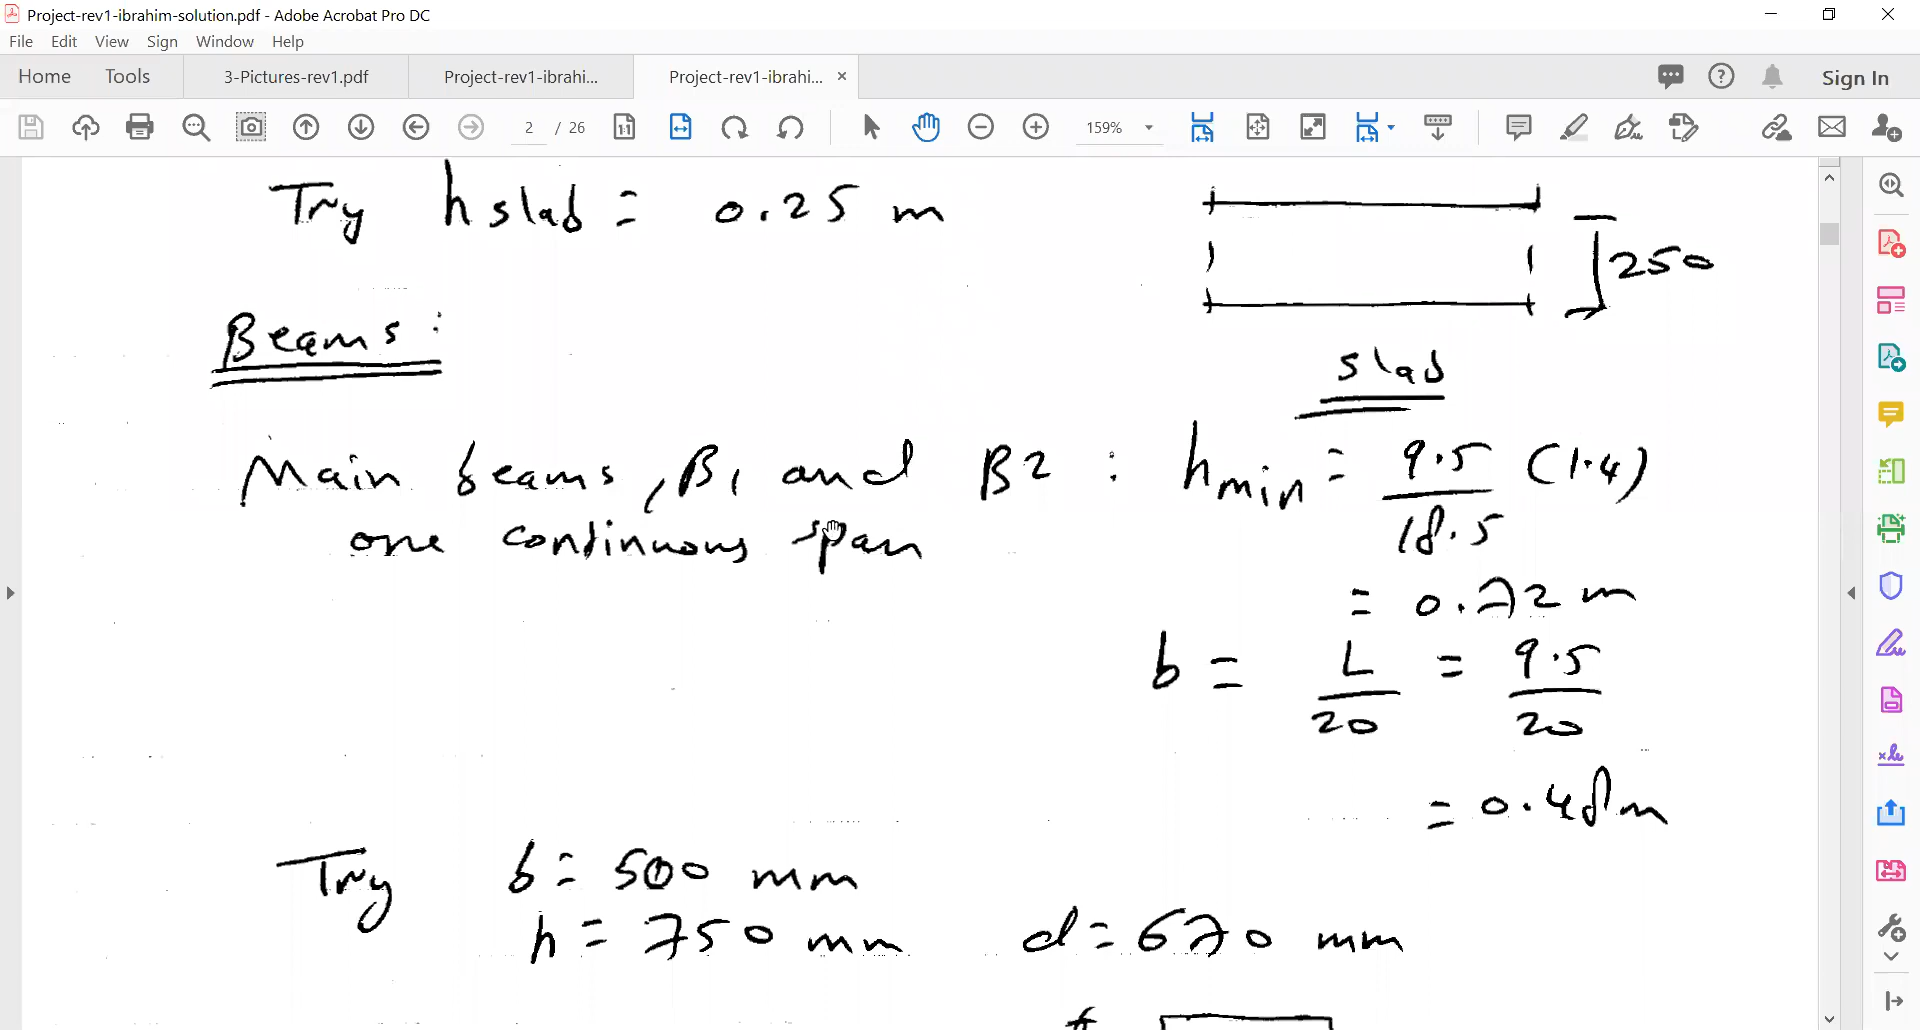 Project-rev1-ibrahim-solution.pdf - Adobe Acrobat Pro DC
File Edit View Sign Window Help
Home Tools 3-Pictures-rev1.pdf Project-rev1-ibrahi... Project-rev1-ibrahi... × ? Sign In
2 / 26 1:1 159%
Try hslab = 0.25 m
250
Beams:
slab
Main beams, B1 and B2 : hmin = 9.5/18.5 (1.4)
one continuous span
= 0.72 m
b = L/20 = 9.5/20
= 0.48 m
Try b = 500 mm
h = 750 mm d = 670 mm